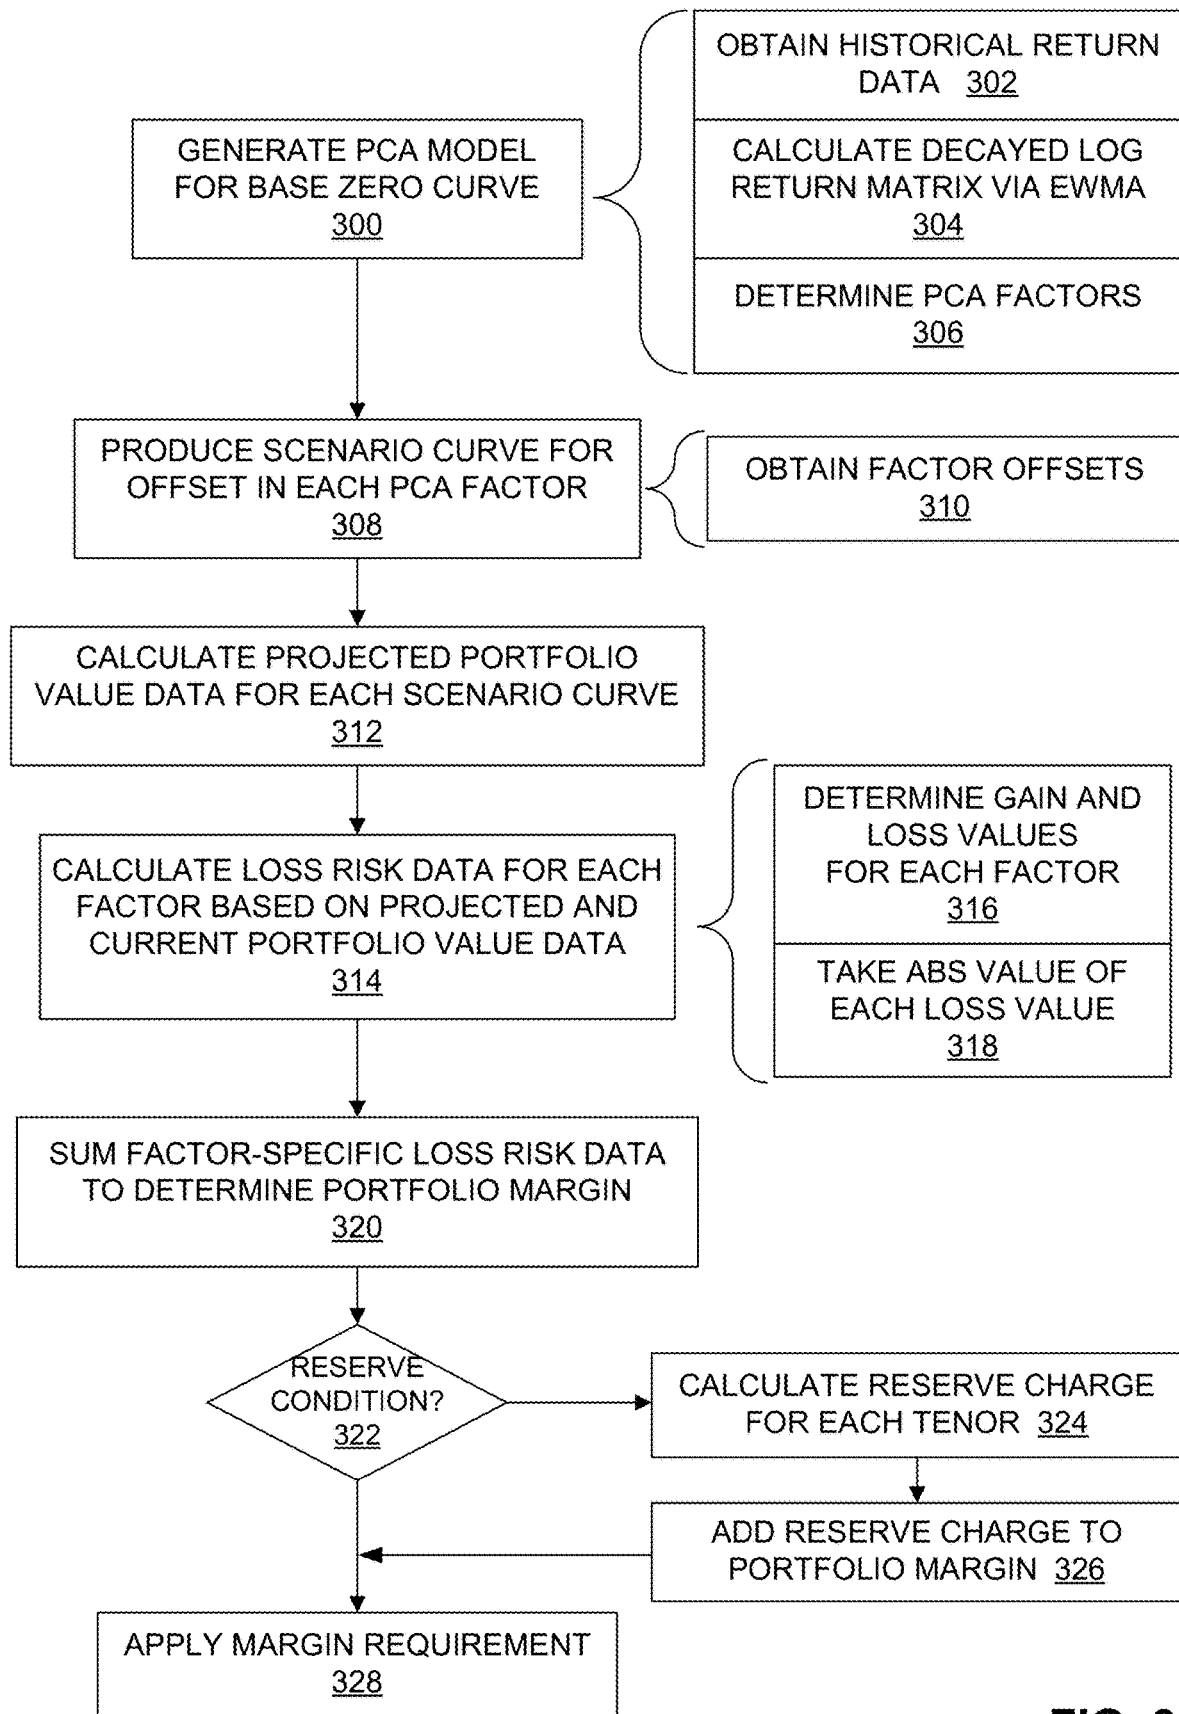 GENERATE PCA MODEL
FOR BASE ZERO CURVE
300
OBTAIN HISTORICAL RETURN
DATA 302
CALCULATE DECAYED LOG
RETURN MATRIX VIA EWMA
304
DETERMINE PCA FACTORS
306
PRODUCE SCENARIO CURVE FOR
OFFSET IN EACH PCA FACTOR
308
OBTAIN FACTOR OFFSETS
310
CALCULATE PROJECTED PORTFOLIO
VALUE DATA FOR EACH SCENARIO CURVE
312
CALCULATE LOSS RISK DATA FOR EACH
FACTOR BASED ON PROJECTED AND
CURRENT PORTFOLIO VALUE DATA
314
DETERMINE GAIN AND
LOSS VALUES
FOR EACH FACTOR
316
TAKE ABS VALUE OF
EACH LOSS VALUE
318
SUM FACTOR-SPECIFIC LOSS RISK DATA
TO DETERMINE PORTFOLIO MARGIN
320
RESERVE
CONDITION?
322
CALCULATE RESERVE CHARGE
FOR EACH TENOR 324
ADD RESERVE CHARGE TO
PORTFOLIO MARGIN 326
APPLY MARGIN REQUIREMENT
328